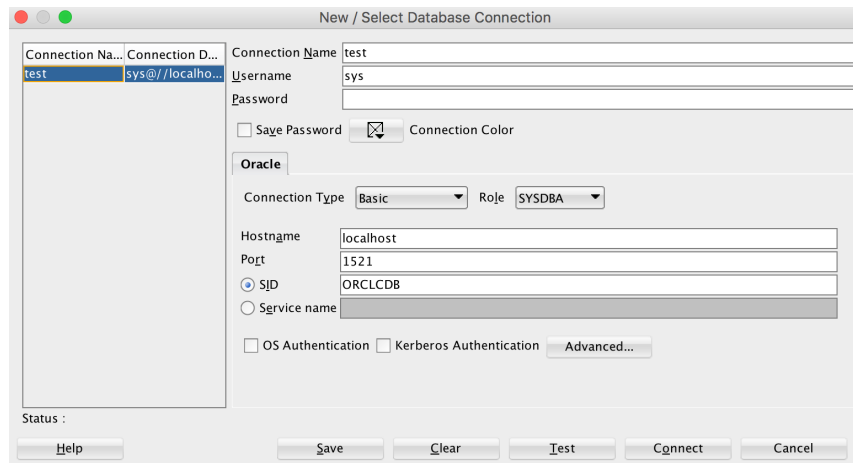 New / Select Database Connection
Connection Na... Connection D...
test sys@//localho...
Connection Name test
Username sys
Password
Save Password Connection Color
Oracle
Connection Type Basic Role SYSDBA
Hostname localhost
Port 1521
SID ORCLCDB
Service name
OS Authentication Kerberos Authentication Advanced...
Status :
Help Save Clear Test Connect Cancel